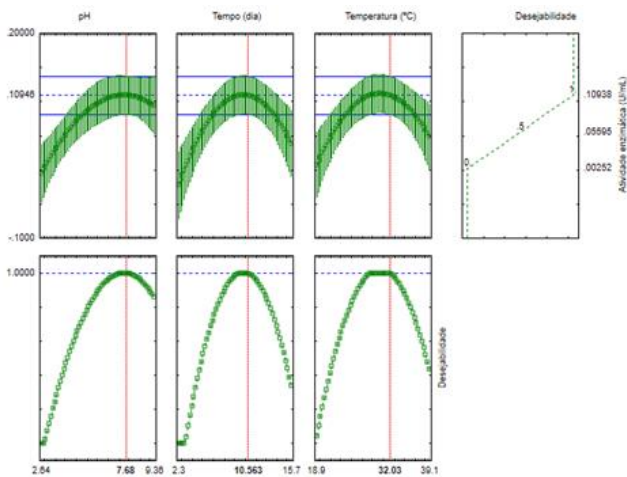 pH Tempo (dia) Temperatura (ºC) Desejabilidade
.20000
.10948
-.1000
0. .5 1.
.10938
.05595
.00252
Atividade enzimática (U/mL)
1.0000
Desejabilidade
2.64 7.68 9.36 2.3 10.563 15.7 18.9 32.03 39.1